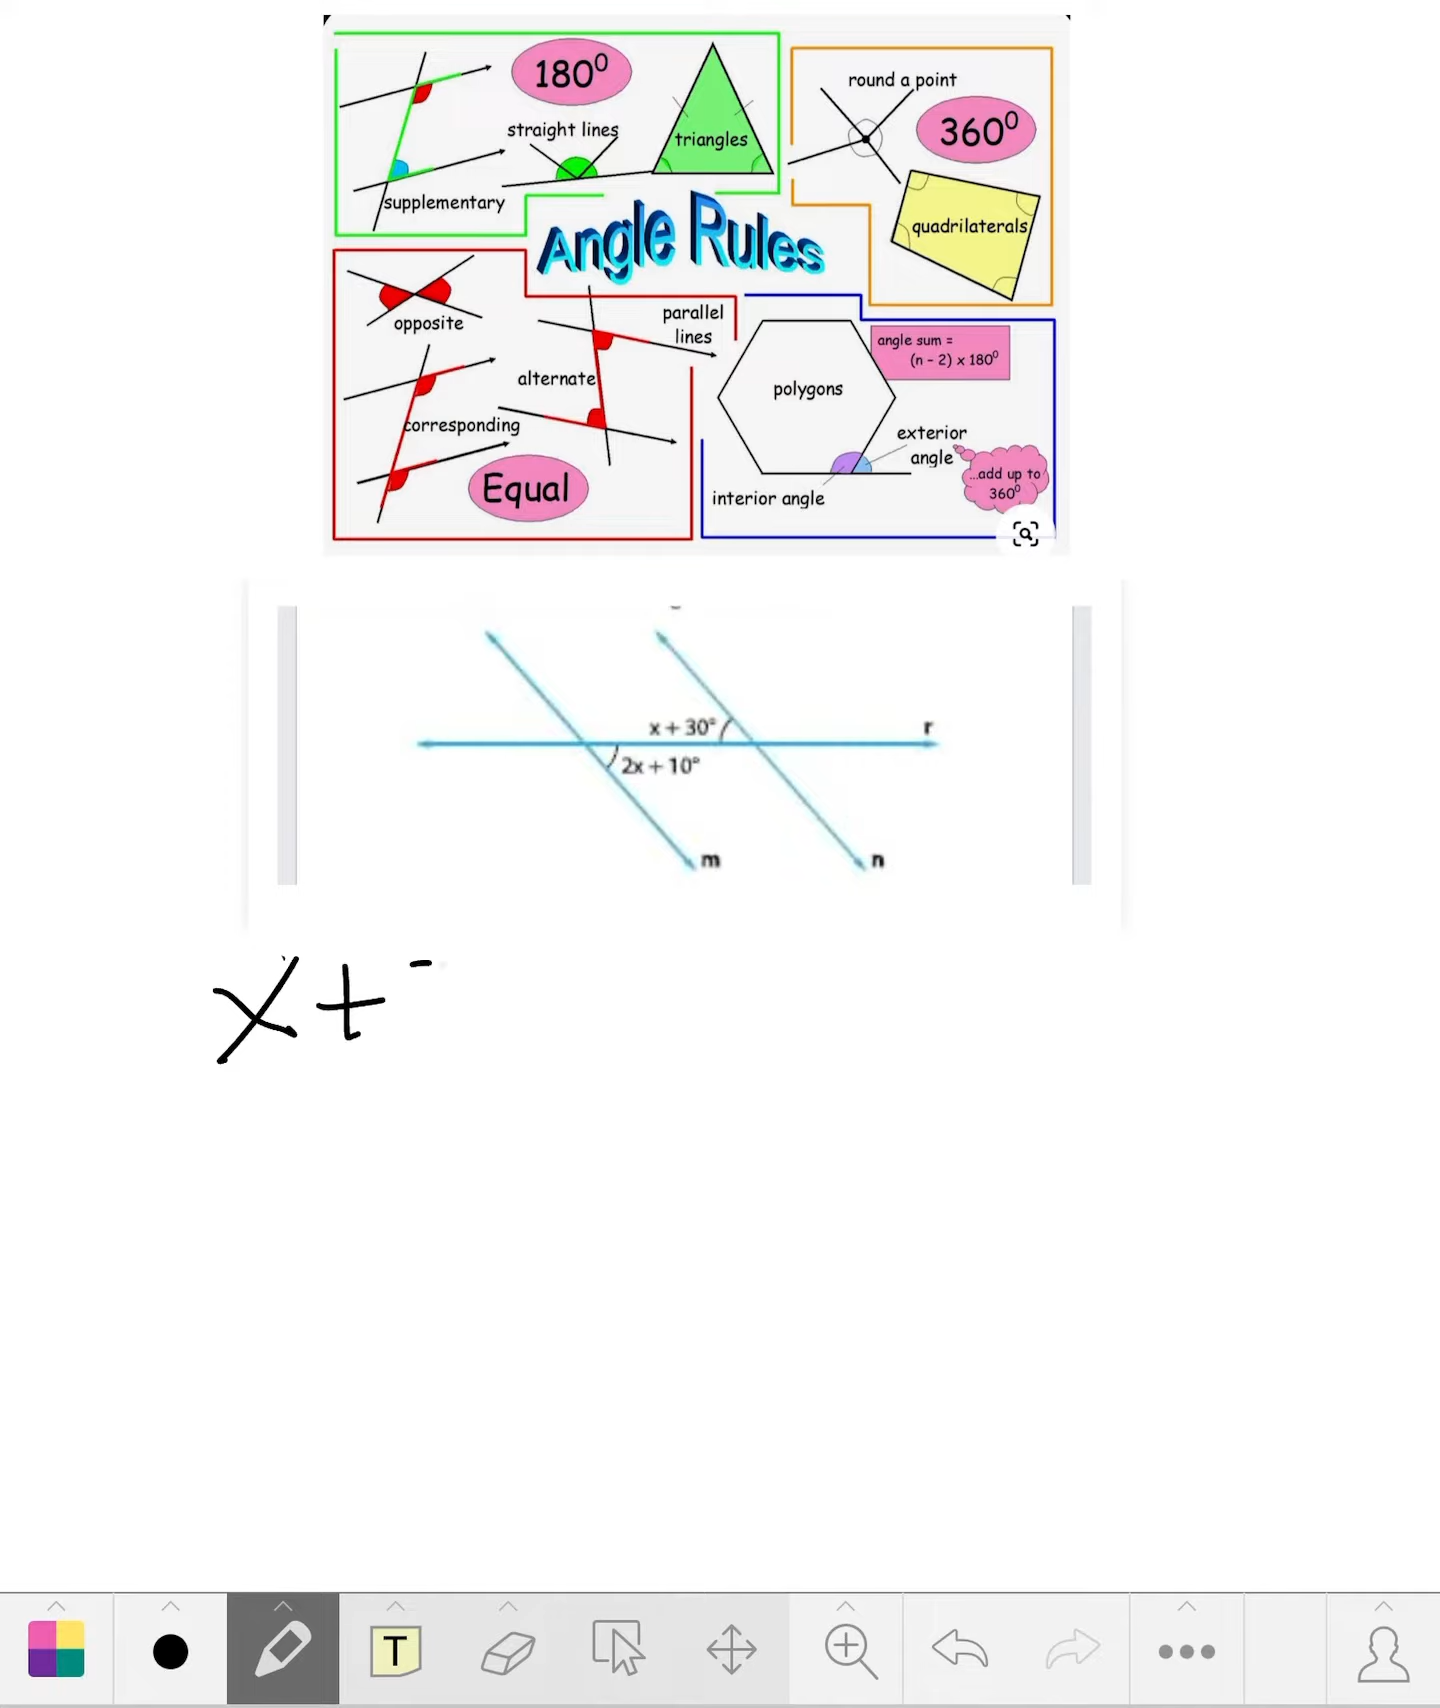 180⁰
straight lines
triangles
supplementary
round a point
360⁰
quadrilaterals
Angle Rules
opposite
parallel
lines
alternate
corresponding
Equal
polygons
angle sum =
(n - 2) x 180⁰
exterior
angle
...add up to
360⁰
interior angle
x + 30°
r
2x + 10°
m
n
x +
T